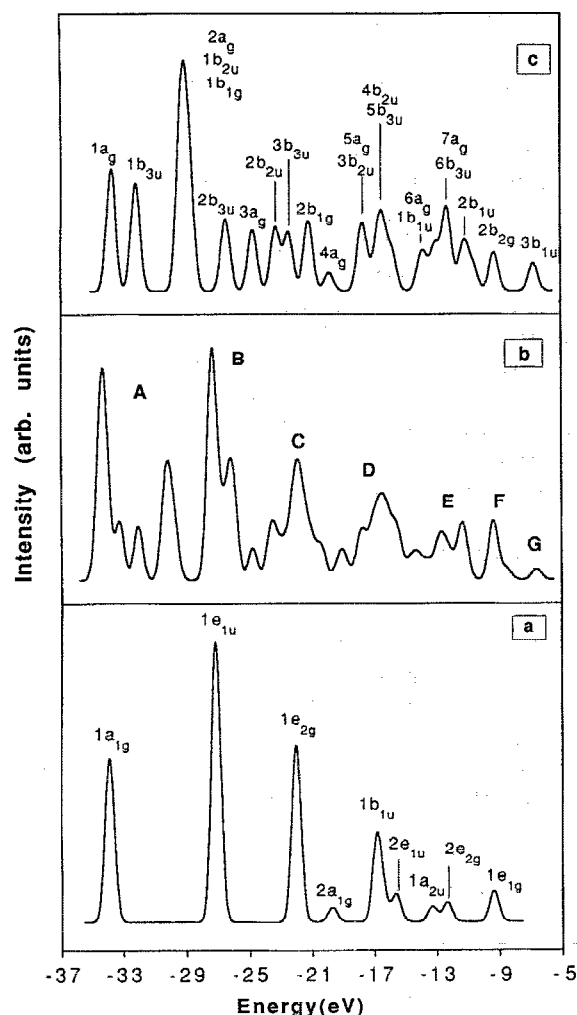 c
2a_g
1b_2u
1b_1g
1a_g
1b_3u
2b_3u
3a_g
2b_2u
3b_3u
2b_1g
4a_g
5a_g
3b_2u
4b_2u
5b_3u
6a_g
1b_1u
7a_g
6b_3u
2b_1u
2b_2g
3b_1u
b
A
B
C
D
E
F
G
a
1a_1g
1e_1u
1e_2g
2a_1g
1b_1u
2e_1u
1a_2u
2e_2g
1e_1g
Intensity (arb. units)
-37 -33 -29 -25 -21 -17 -13 -9 -5
Energy(eV)